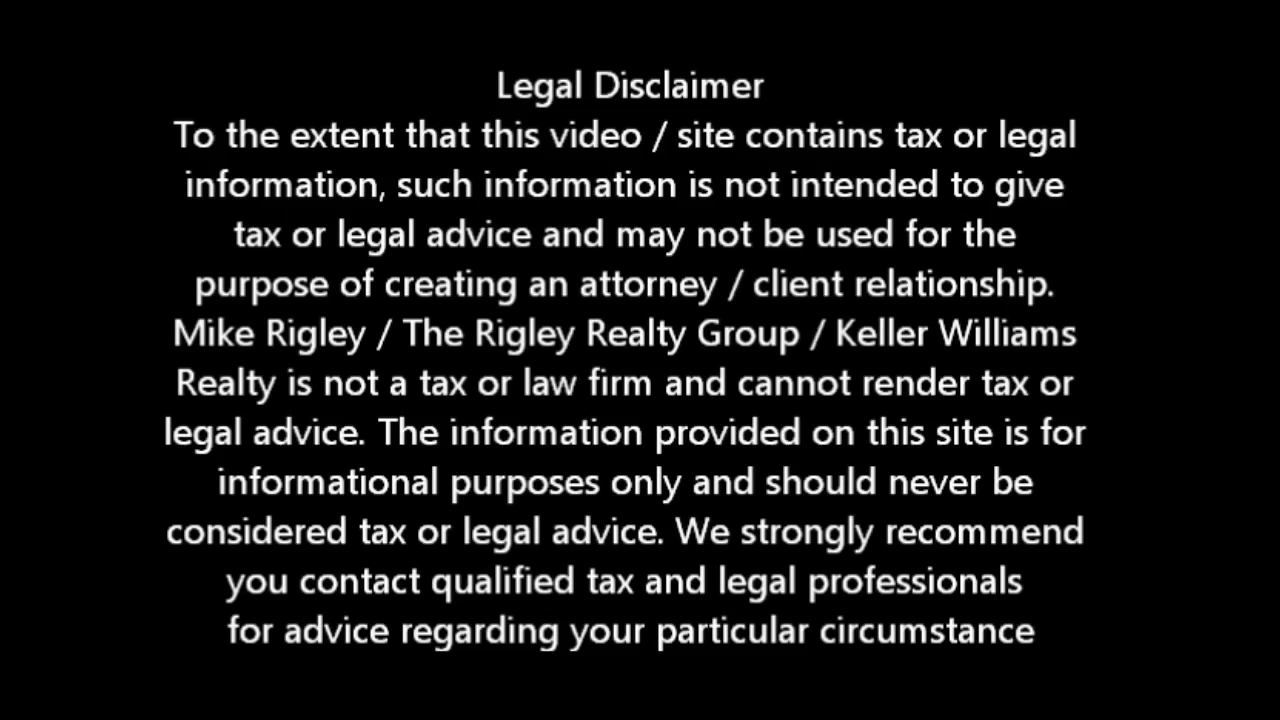 Legal Disclaimer
To the extent that this video / site contains tax or legal
information, such information is not intended to give
tax or legal advice and may not be used for the
purpose of creating an attorney / client relationship.
Mike Rigley / The Rigley Realty Group / Keller Williams
Realty is not a tax or law firm and cannot render tax or
legal advice. The information provided on this site is for
informational purposes only and should never be
considered tax or legal advice. We strongly recommend
you contact qualified tax and legal professionals
for advice regarding your particular circumstance